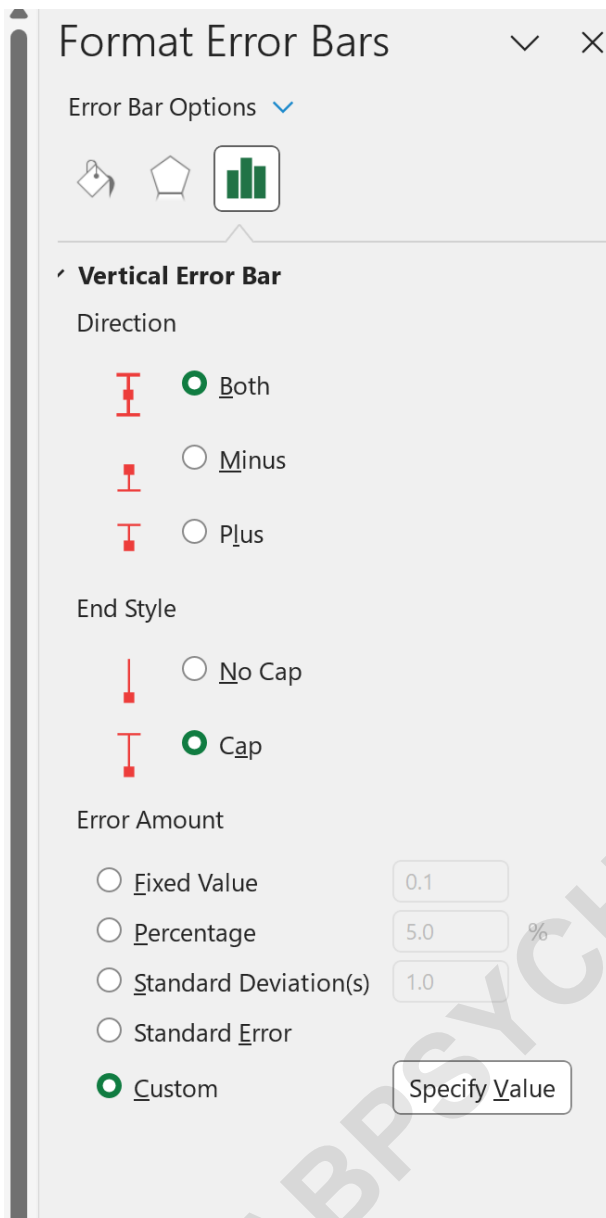 Format Error Bars
Error Bar Options
Vertical Error Bar
Direction
Both
Minus
Plus
End Style
No Cap
Cap
Error Amount
Fixed Value 0.1
Percentage 5.0 %
Standard Deviation(s) 1.0
Standard Error
Custom Specify Value
ABPSYCH